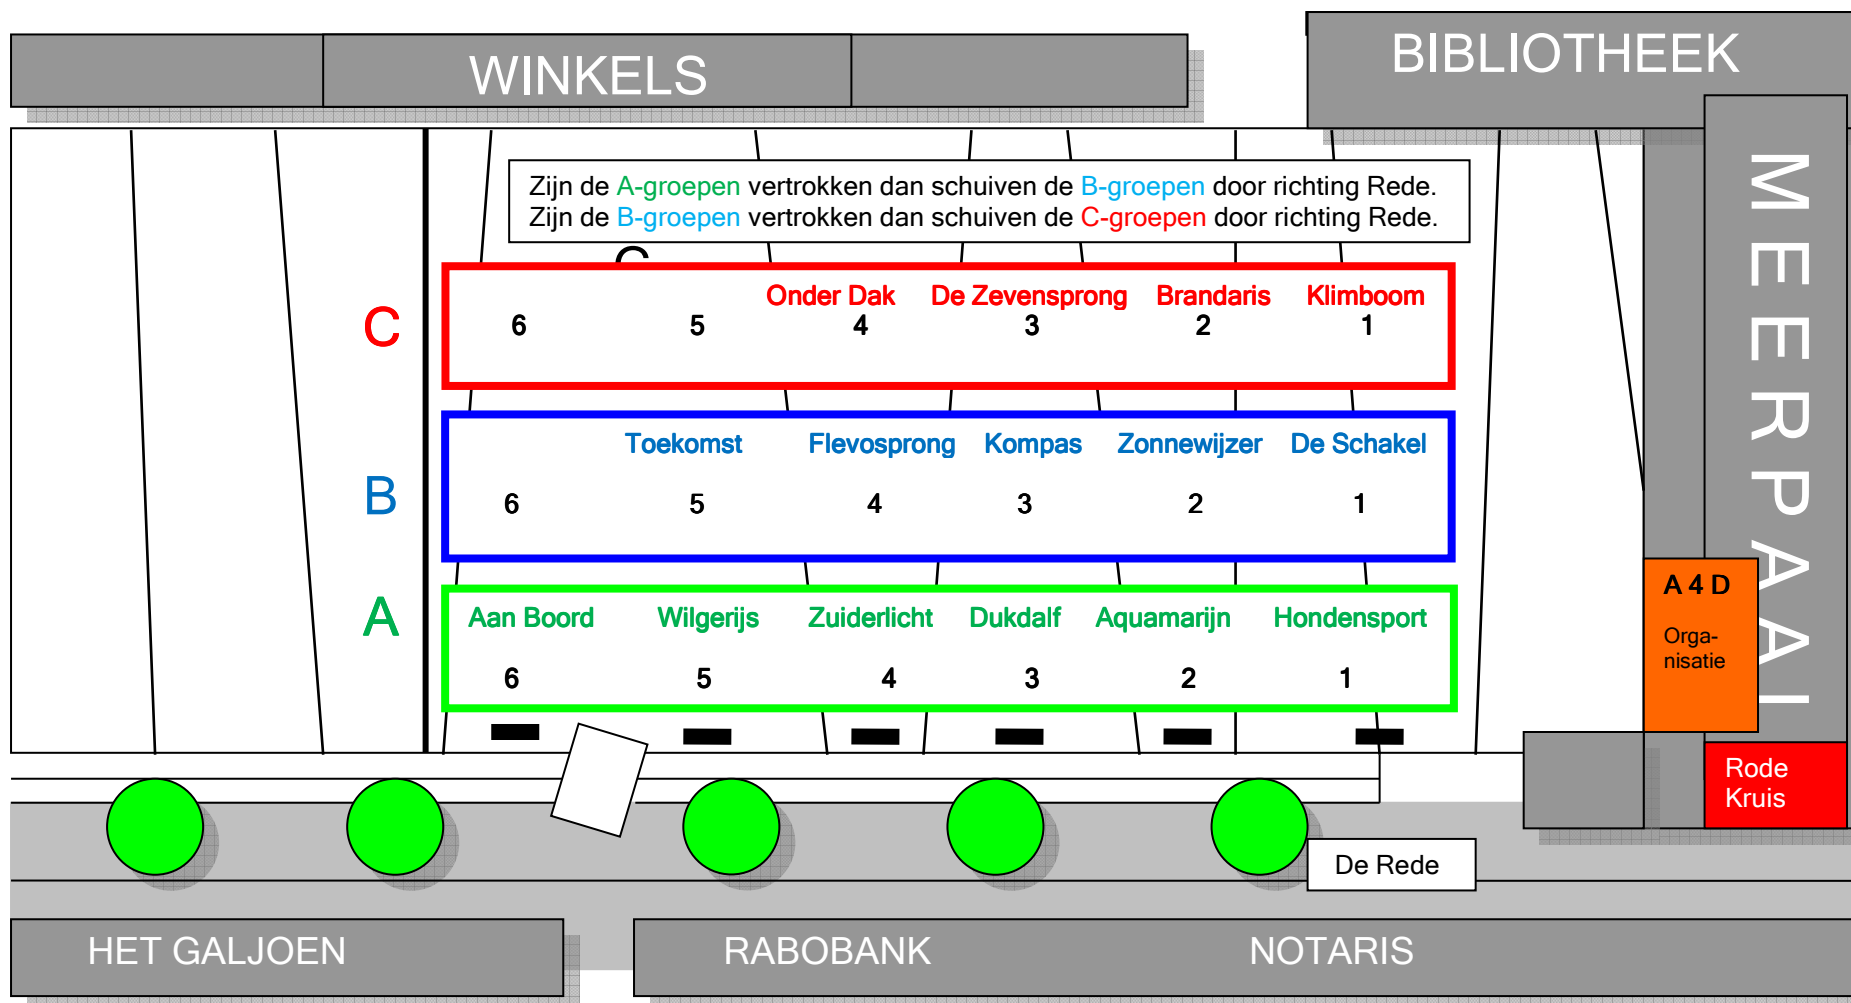 WINKELS
BIBLIOTHEEK
MEERPAAL
Zijn de A-groepen vertrokken dan schuiven de B-groepen door richting Rede.
Zijn de B-groepen vertrokken dan schuiven de C-groepen door richting Rede.
C
Onder Dak De Zevensprong Brandaris Klimboom
6 5 4 3 2 1
B
Toekomst Flevosprong Kompas Zonnewijzer De Schakel
6 5 4 3 2 1
A
Aan Boord Wilgerijs Zuiderlicht Dukdalf Aquamarijn Hondensport
6 5 4 3 2 1
A 4 D
Orga-
nisatie
Rode
Kruis
De Rede
HET GALJOEN
RABOBANK
NOTARIS